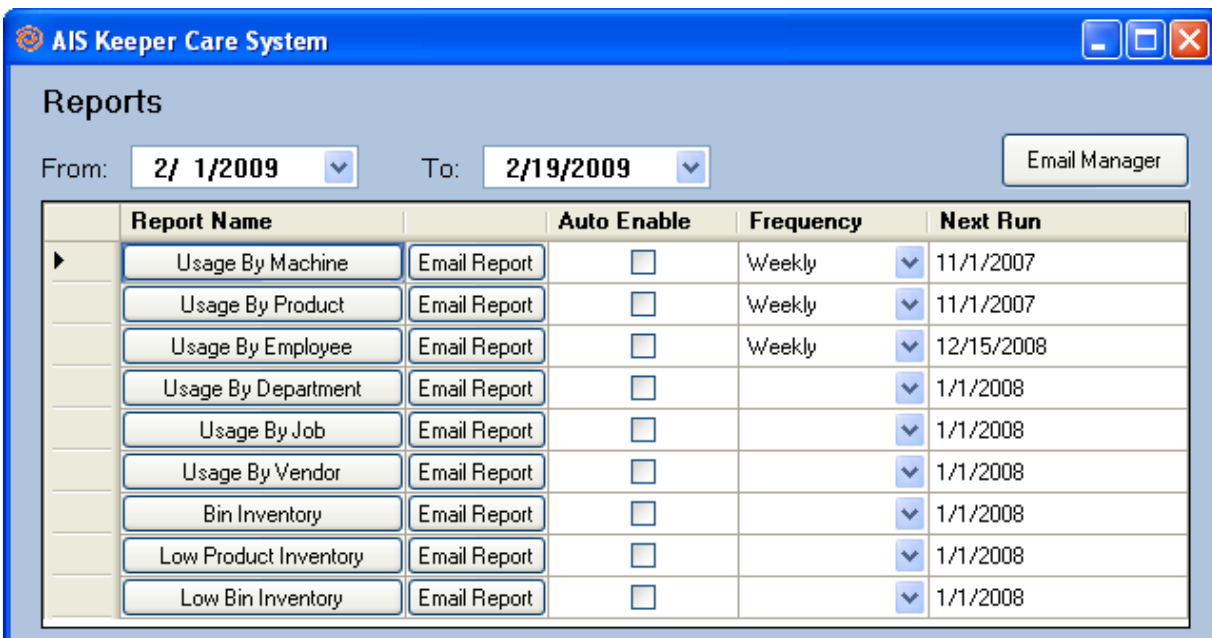 AIS Keeper Care System
Reports
From: 2/ 1/2009 To: 2/19/2009 Email Manager
Report Name Auto Enable Frequency Next Run
Usage By Machine Email Report Weekly 11/1/2007
Usage By Product Email Report Weekly 11/1/2007
Usage By Employee Email Report Weekly 12/15/2008
Usage By Department Email Report 1/1/2008
Usage By Job Email Report 1/1/2008
Usage By Vendor Email Report 1/1/2008
Bin Inventory Email Report 1/1/2008
Low Product Inventory Email Report 1/1/2008
Low Bin Inventory Email Report 1/1/2008